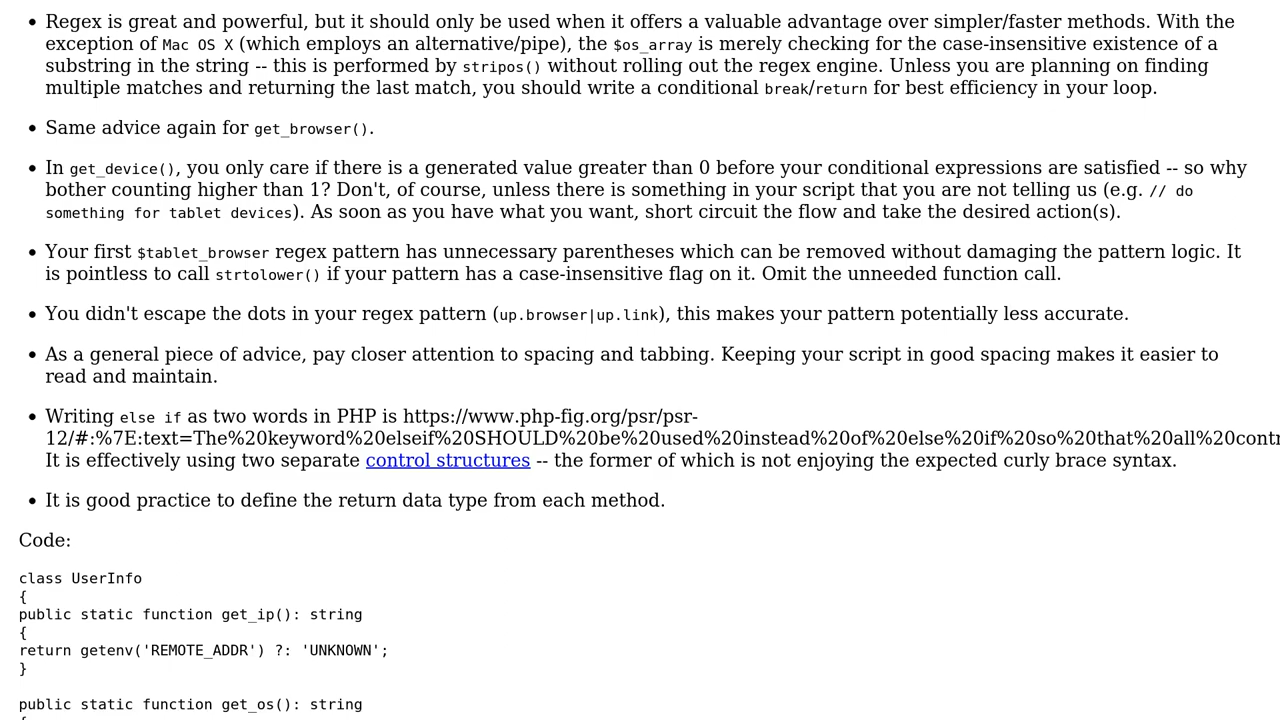 • Regex is great and powerful, but it should only be used when it offers a valuable advantage over simpler/faster methods. With the
exception of Mac OS X (which employs an alternative/pipe), the $os_array is merely checking for the case-insensitive existence of a
substring in the string -- this is performed by stripos() without rolling out the regex engine. Unless you are planning on finding
multiple matches and returning the last match, you should write a conditional break/return for best efficiency in your loop.
• Same advice again for get_browser().
• In get_device(), you only care if there is a generated value greater than 0 before your conditional expressions are satisfied -- so why
bother counting higher than 1? Don't, of course, unless there is something in your script that you are not telling us (e.g. // do
something for tablet devices). As soon as you have what you want, short circuit the flow and take the desired action(s).
• Your first $tablet_browser regex pattern has unnecessary parentheses which can be removed without damaging the pattern logic. It
is pointless to call strtolower() if your pattern has a case-insensitive flag on it. Omit the unneeded function call.
• You didn't escape the dots in your regex pattern (up.browser|up.link), this makes your pattern potentially less accurate.
• As a general piece of advice, pay closer attention to spacing and tabbing. Keeping your script in good spacing makes it easier to
read and maintain.
• Writing else if as two words in PHP is https://www.php-fig.org/psr/psr-
12/#:%7E:text=The%20keyword%20elseif%20SHOULD%20be%20used%20instead%20of%20else%20if%20so%20that%20all%20contr
It is effectively using two separate control structures -- the former of which is not enjoying the expected curly brace syntax.
• It is good practice to define the return data type from each method.
Code:
class UserInfo
{
public static function get_ip(): string
{
return getenv('REMOTE_ADDR') ?: 'UNKNOWN';
}
public static function get_os(): string